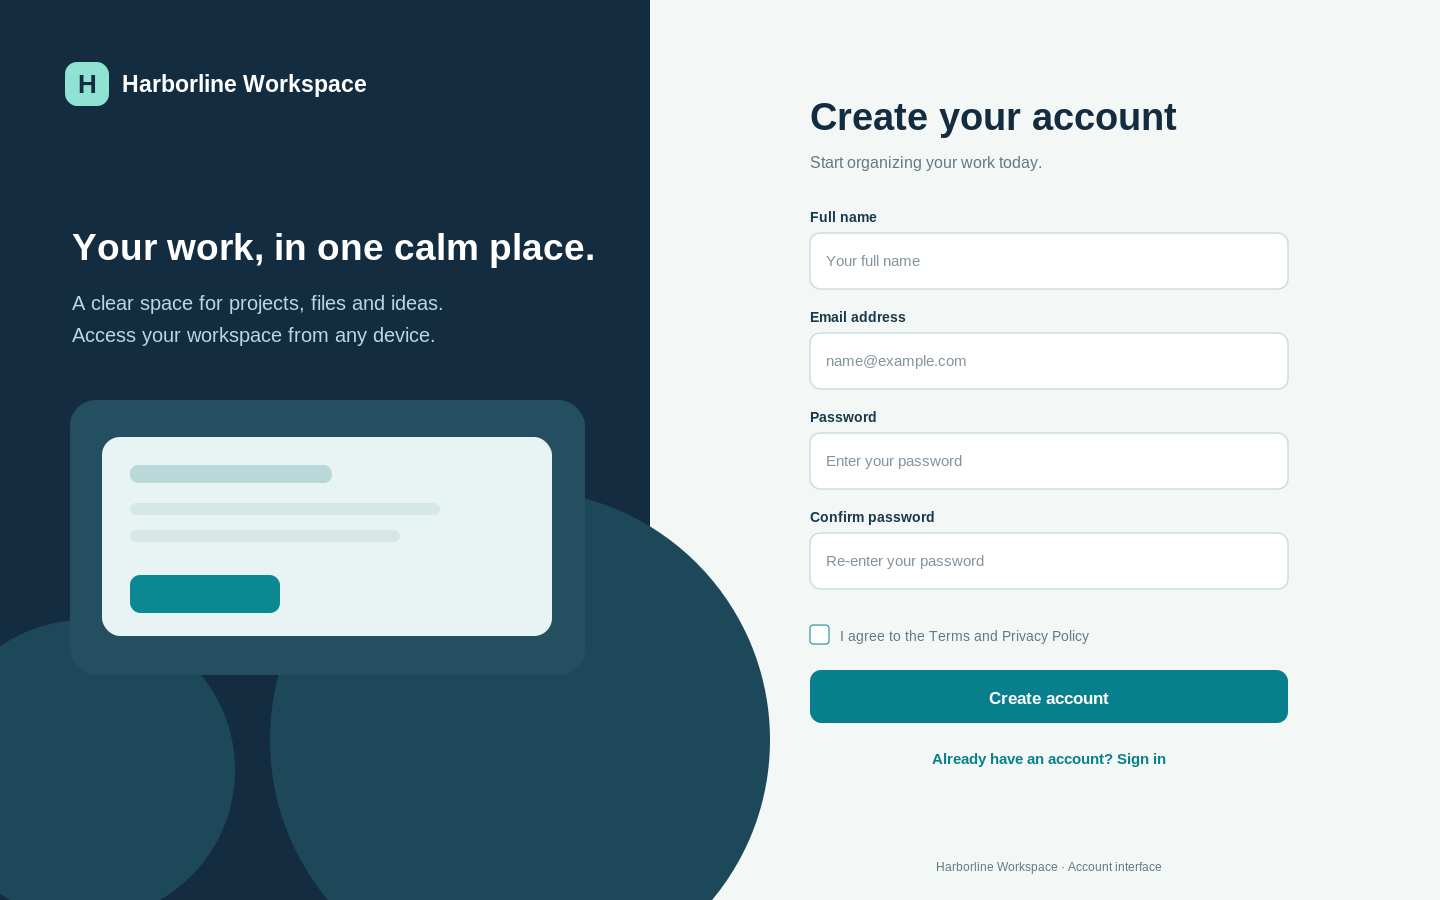 H
Harborline Workspace
Your work, in one calm place.
A clear space for projects, files and ideas.
Access your workspace from any device.
Create your account
Start organizing your work today.
Full name
Your full name
Email address
name@example.com
Password
Enter your password
Confirm password
Re-enter your password
I agree to the Terms and Privacy Policy
Create account
Already have an account? Sign in
Harborline Workspace · Account interface